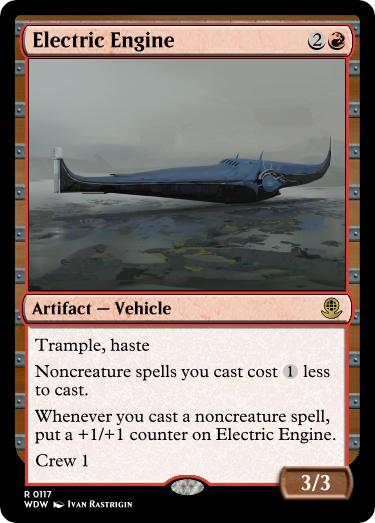 Electric Engine 2
Artifact — Vehicle
Trample, haste
Noncreature spells you cast cost 1 less
to cast.
Whenever you cast a noncreature spell,
put a +1/+1 counter on Electric Engine.
Crew 1
3/3
R 0117
WDW Ivan Rastrigin